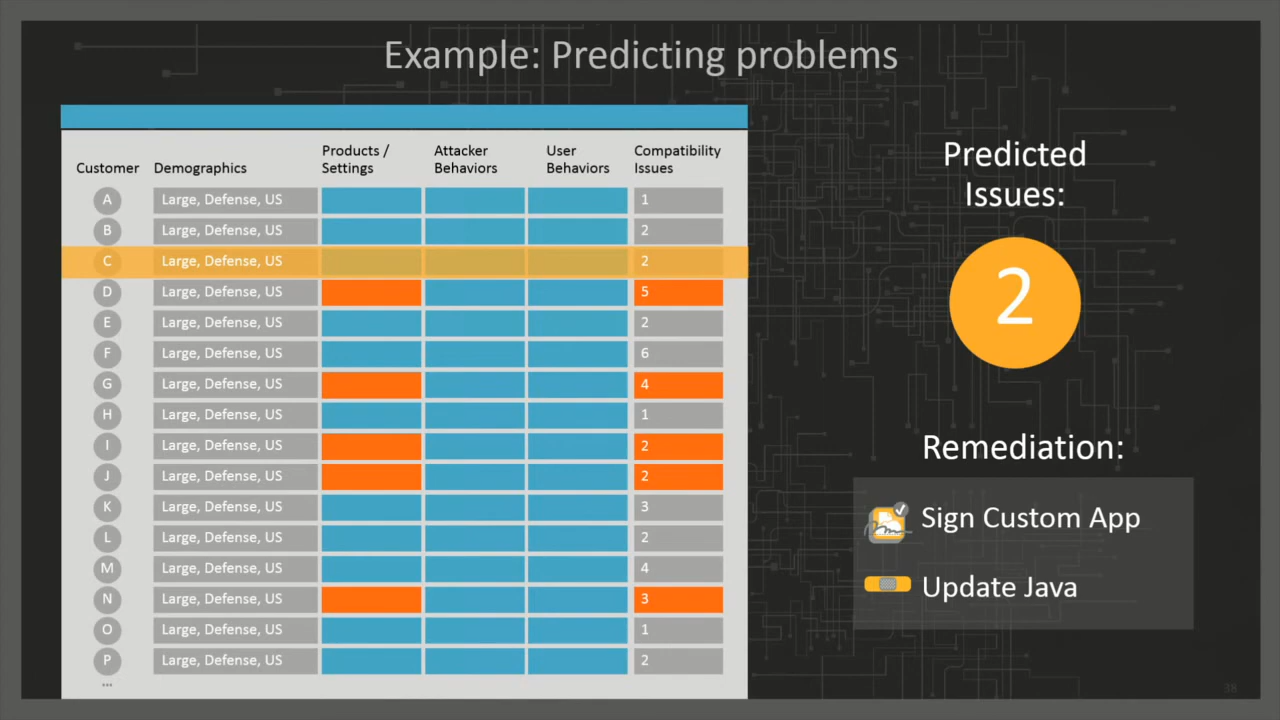 Example: Predicting problems
Customer Demographics Products / Settings Attacker Behaviors User Behaviors Compatibility Issues
A Large, Defense, US 1
B Large, Defense, US 2
C Large, Defense, US 2
D Large, Defense, US 5
E Large, Defense, US 2
F Large, Defense, US 6
G Large, Defense, US 4
H Large, Defense, US 1
I Large, Defense, US 2
J Large, Defense, US 2
K Large, Defense, US 3
L Large, Defense, US 2
M Large, Defense, US 4
N Large, Defense, US 3
O Large, Defense, US 1
P Large, Defense, US 2
...
Predicted
Issues:
2
Remediation:
Sign Custom App
Update Java
38